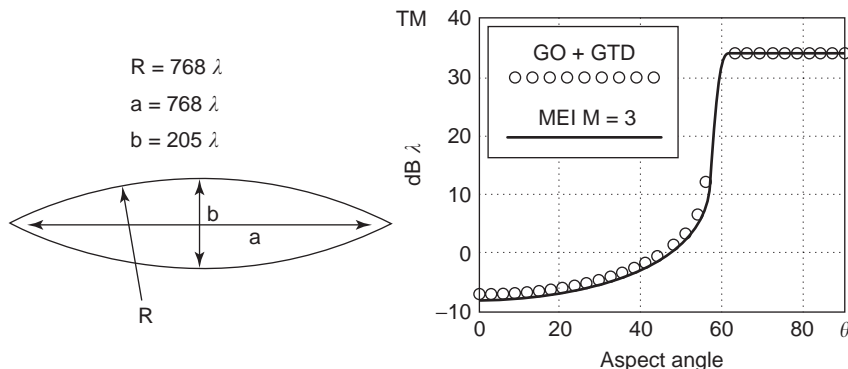 R = 768 λ
a = 768 λ
b = 205 λ
b
a
R
TM
40
30
20
10
0
−10
dB λ
GO + GTD
MEI M = 3
0 20 40 60 80 θ
Aspect angle